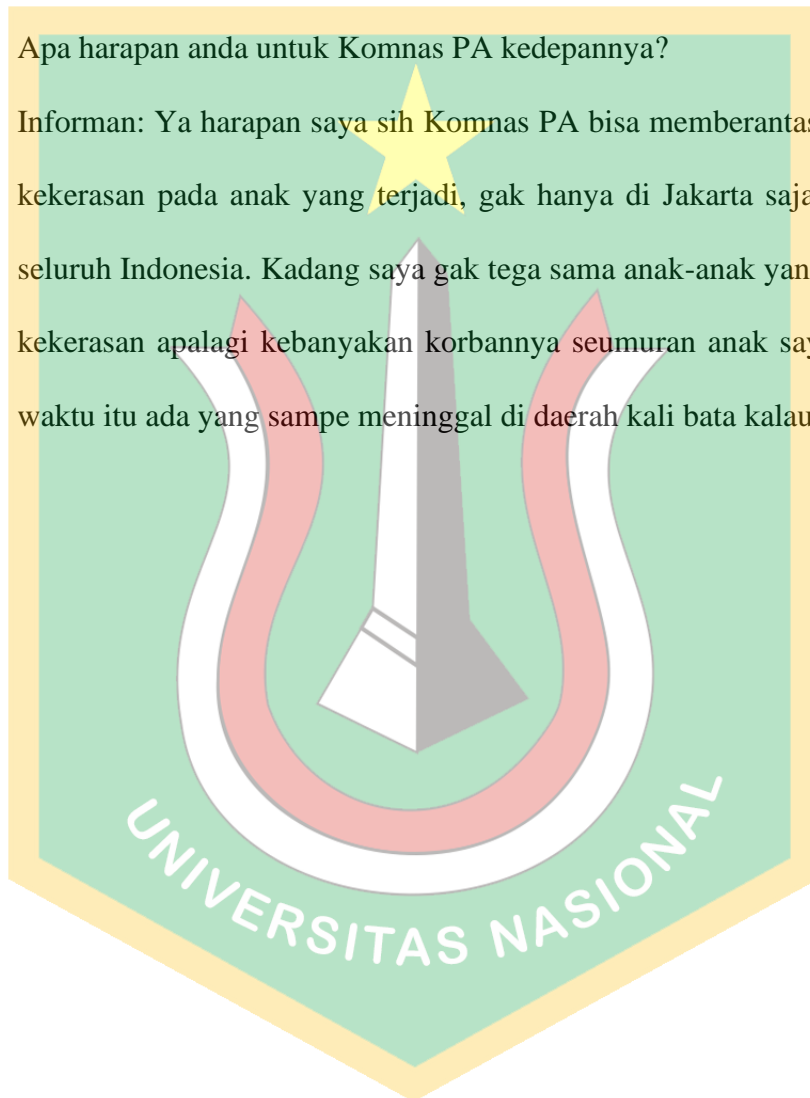 Apa harapan anda untuk Komnas PA kedepannya?
Informan: Ya harapan saya sih Komnas PA bisa memberantas
kekerasan pada anak yang terjadi, gak hanya di Jakarta saja
seluruh Indonesia. Kadang saya gak tega sama anak-anak yan
kekerasan apalagi kebanyakan korbannya seumuran anak say
waktu itu ada yang sampe meninggal di daerah kali bata kalau
UNIVERSITAS NASIONAL